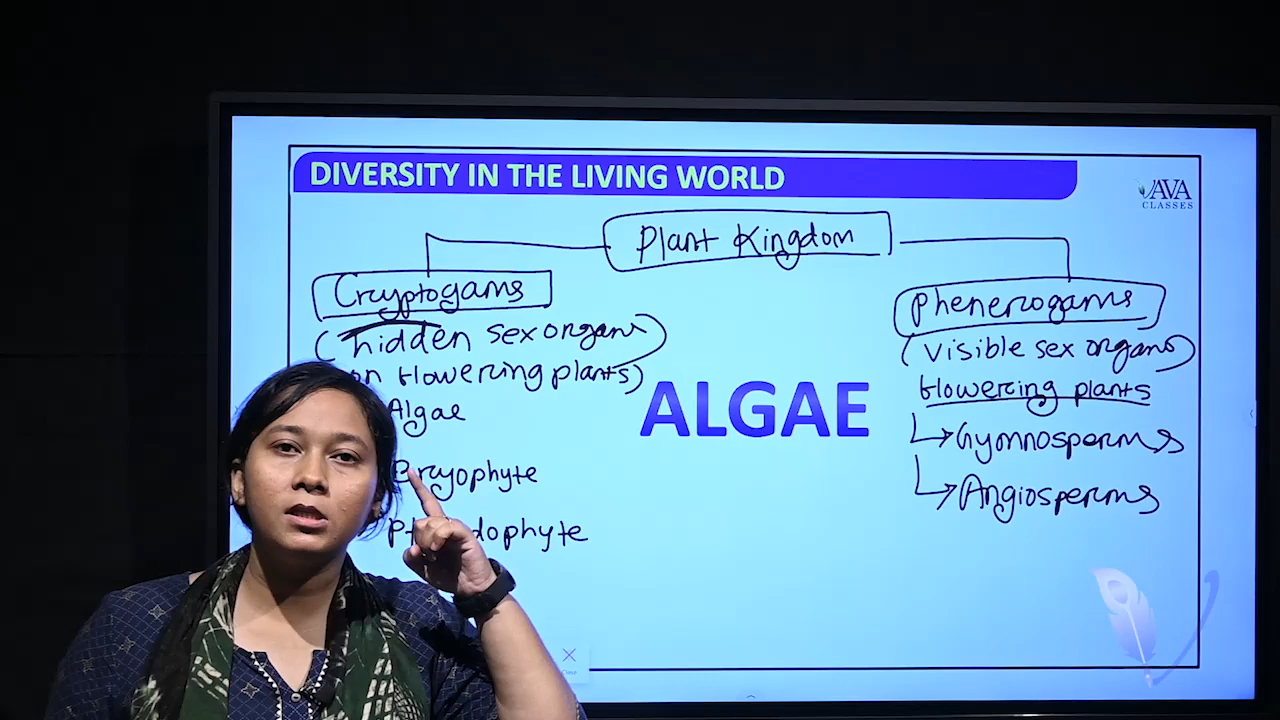 DIVERSITY IN THE LIVING WORLD
AVA
CLASSES
Plant Kingdom
Cryptogams
(hidden sex organs
on flowering plants)
Algae
Bryophyte
dophyte
ALGAE
Phenerogams
(visible sex organs)
flowering plants
Gymnosperms
Angiosperms